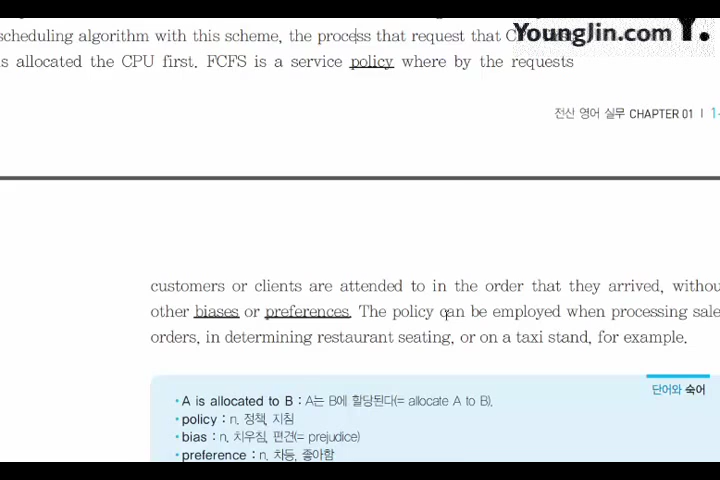 scheduling algorithm with this scheme, the process that request that
YoungJin.com Y.
is allocated the CPU first. FCFS is a service policy where by the requests
전산 영어 실무 CHAPTER 01 |
customers or clients are attended to in the order that they arrived,
other biases or preferences. The policy can be employed when processing
orders, in determining restaurant seating, or on a taxi stand, for example.
단어와 숙어
• A is allocated to B : A는 B에 할당된다(= allocate A to B).
• policy : n. 정책, 지침
• bias : n. 치우침, 편견(= prejudice)
• preference : n. 차등, 좋아함